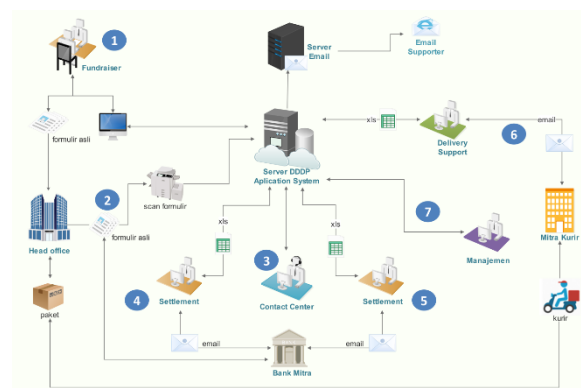 1
Fundraiser
Server
Email
Email
Supporter
formulir asli
xls
Delivery
Support
6
email
Server DDDP
Aplication System
2
scan formulir
formulir asli
Head office
7
Mitra Kurir
xls
xls
Manajemen
3
4
Settlement
Contact Center
Settlement
5
paket
kurir
email
email
Bank Mitra